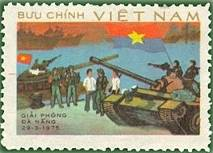 BƯU CHÍNH VIỆT NAM
GIẢI PHÓNG
ĐÀ NẴNG
29-3-1975